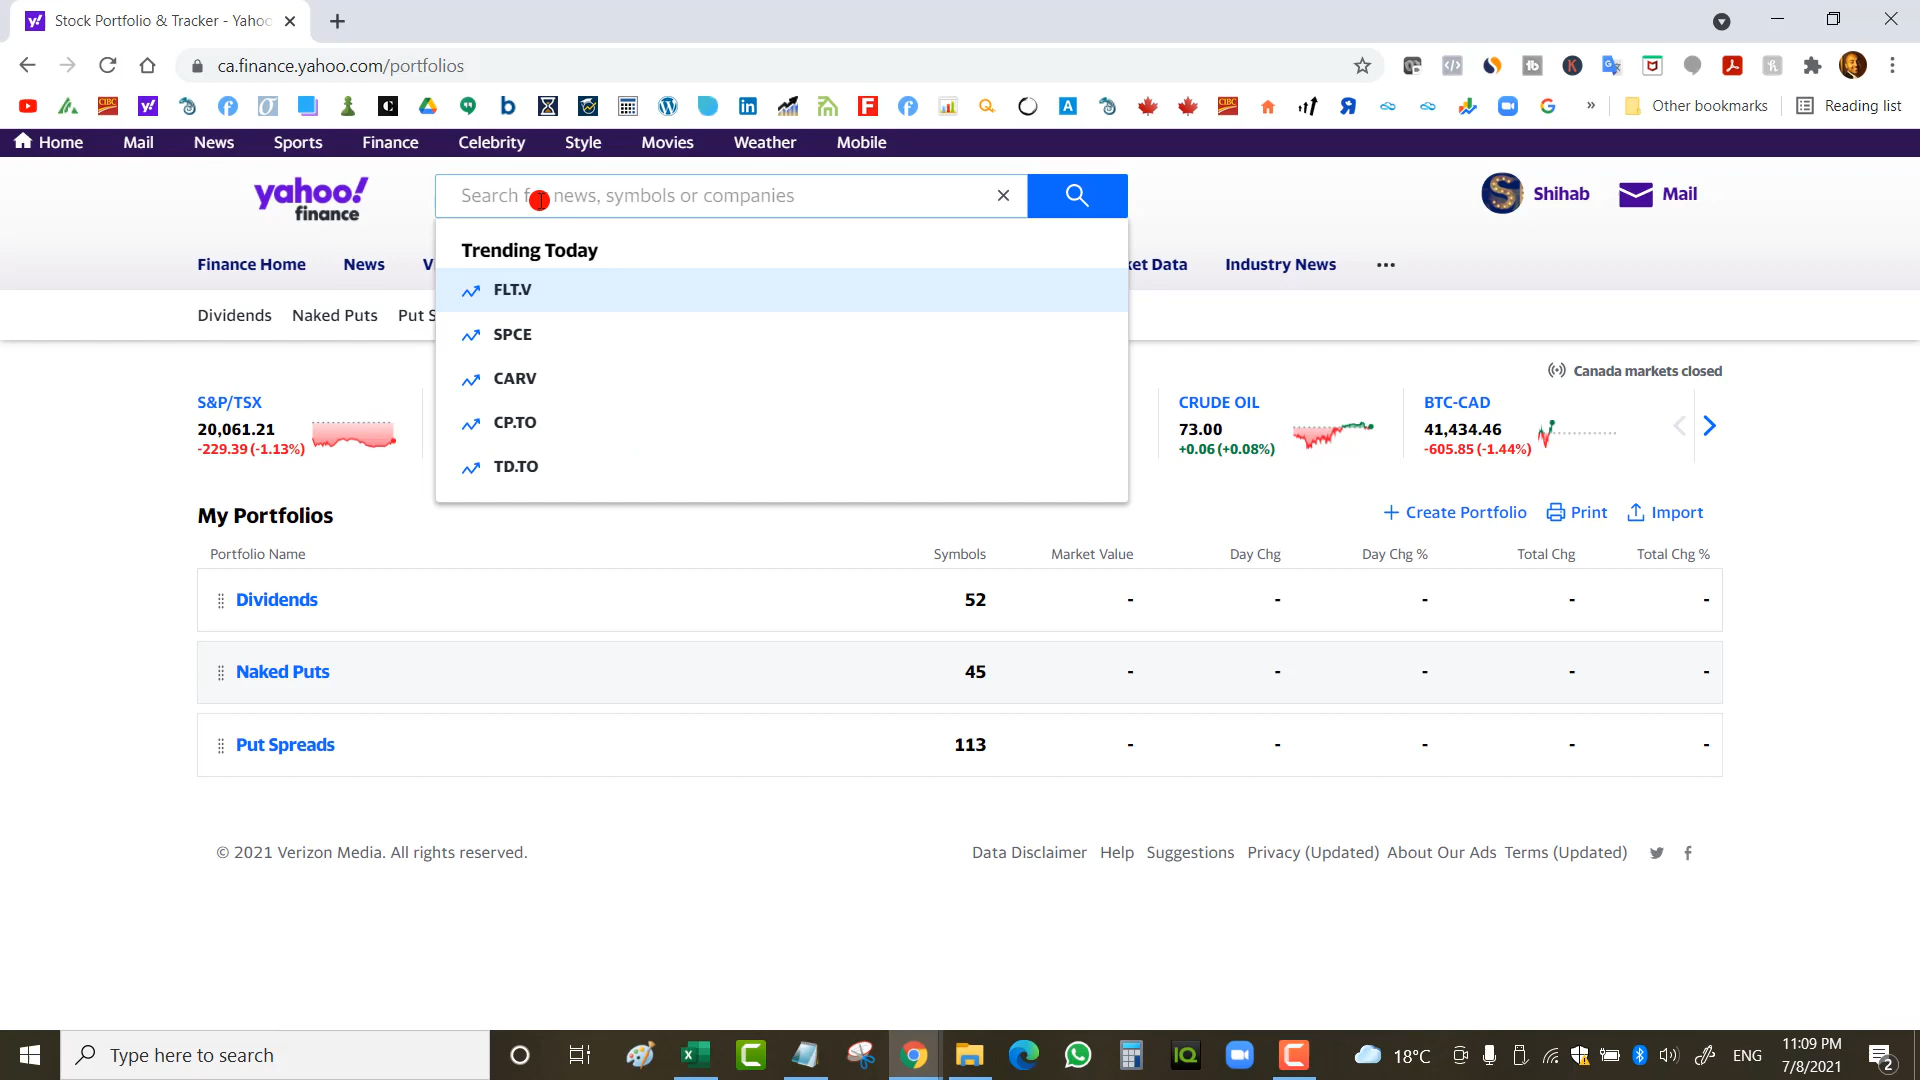 Stock Portfolio & Tracker - Yahoo
ca.finance.yahoo.com/portfolios
Other bookmarks
Reading list
Home Mail News Sports Finance Celebrity Style Movies Weather Mobile
yahoo!
finance
Search f news, symbols or companies
Shihab
Mail
Trending Today
FLT.V
SPCE
CARV
CP.TO
TD.TO
Finance Home News V ket Data Industry News
Dividends Naked Puts Put S
Canada markets closed
S&P/TSX
20,061.21
-229.39 (-1.13%)
CRUDE OIL
73.00
+0.06 (+0.08%)
BTC-CAD
41,434.46
-605.85 (-1.44%)
My Portfolios
Create Portfolio Print Import
Portfolio Name Symbols Market Value Day Chg Day Chg % Total Chg Total Chg %
Dividends 52 - - - - -
Naked Puts 45 - - - - -
Put Spreads 113 - - - - -
© 2021 Verizon Media. All rights reserved.
Data Disclaimer Help Suggestions Privacy (Updated) About Our Ads Terms (Updated)
Type here to search
18°C
ENG
11:09 PM
7/8/2021
2